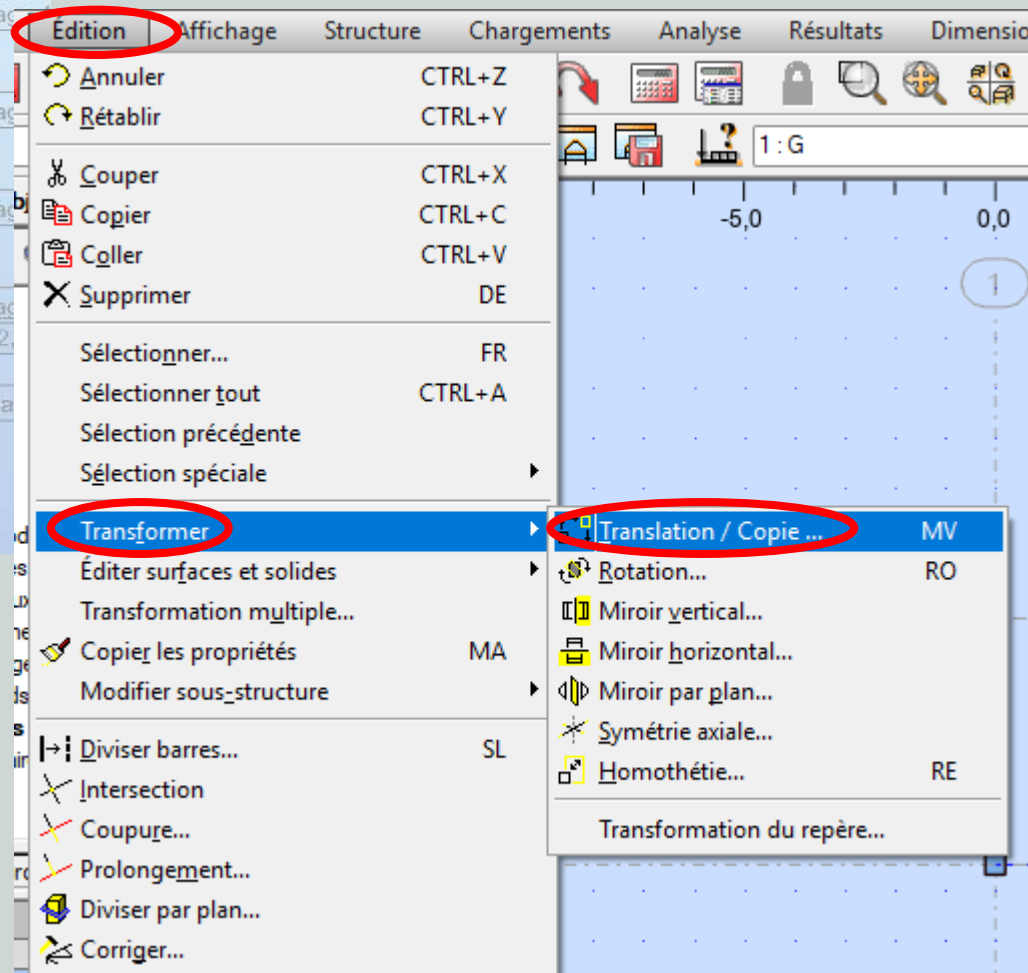 Édition Affichage Structure Chargements Analyse Résultats
Annuler CTRL+Z
Rétablir CTRL+Y
1 : G
Couper CTRL+X
Copier CTRL+C
Coller CTRL+V
Supprimer DE
-5,0 0,0
1
Sélectionner... FR
Sélectionner tout CTRL+A
Sélection précédente
Sélection spéciale
Transformer
Éditer surfaces et solides
Transformation multiple...
Copier les propriétés MA
Modifier sous-structure
Translation / Copie ... MV
Rotation... RO
Miroir vertical...
Miroir horizontal...
Miroir par plan...
Symétrie axiale...
Homothétie... RE
Transformation du repère...
Diviser barres... SL
Intersection
Coupure...
Prolongement...
Diviser par plan...
Corriger...